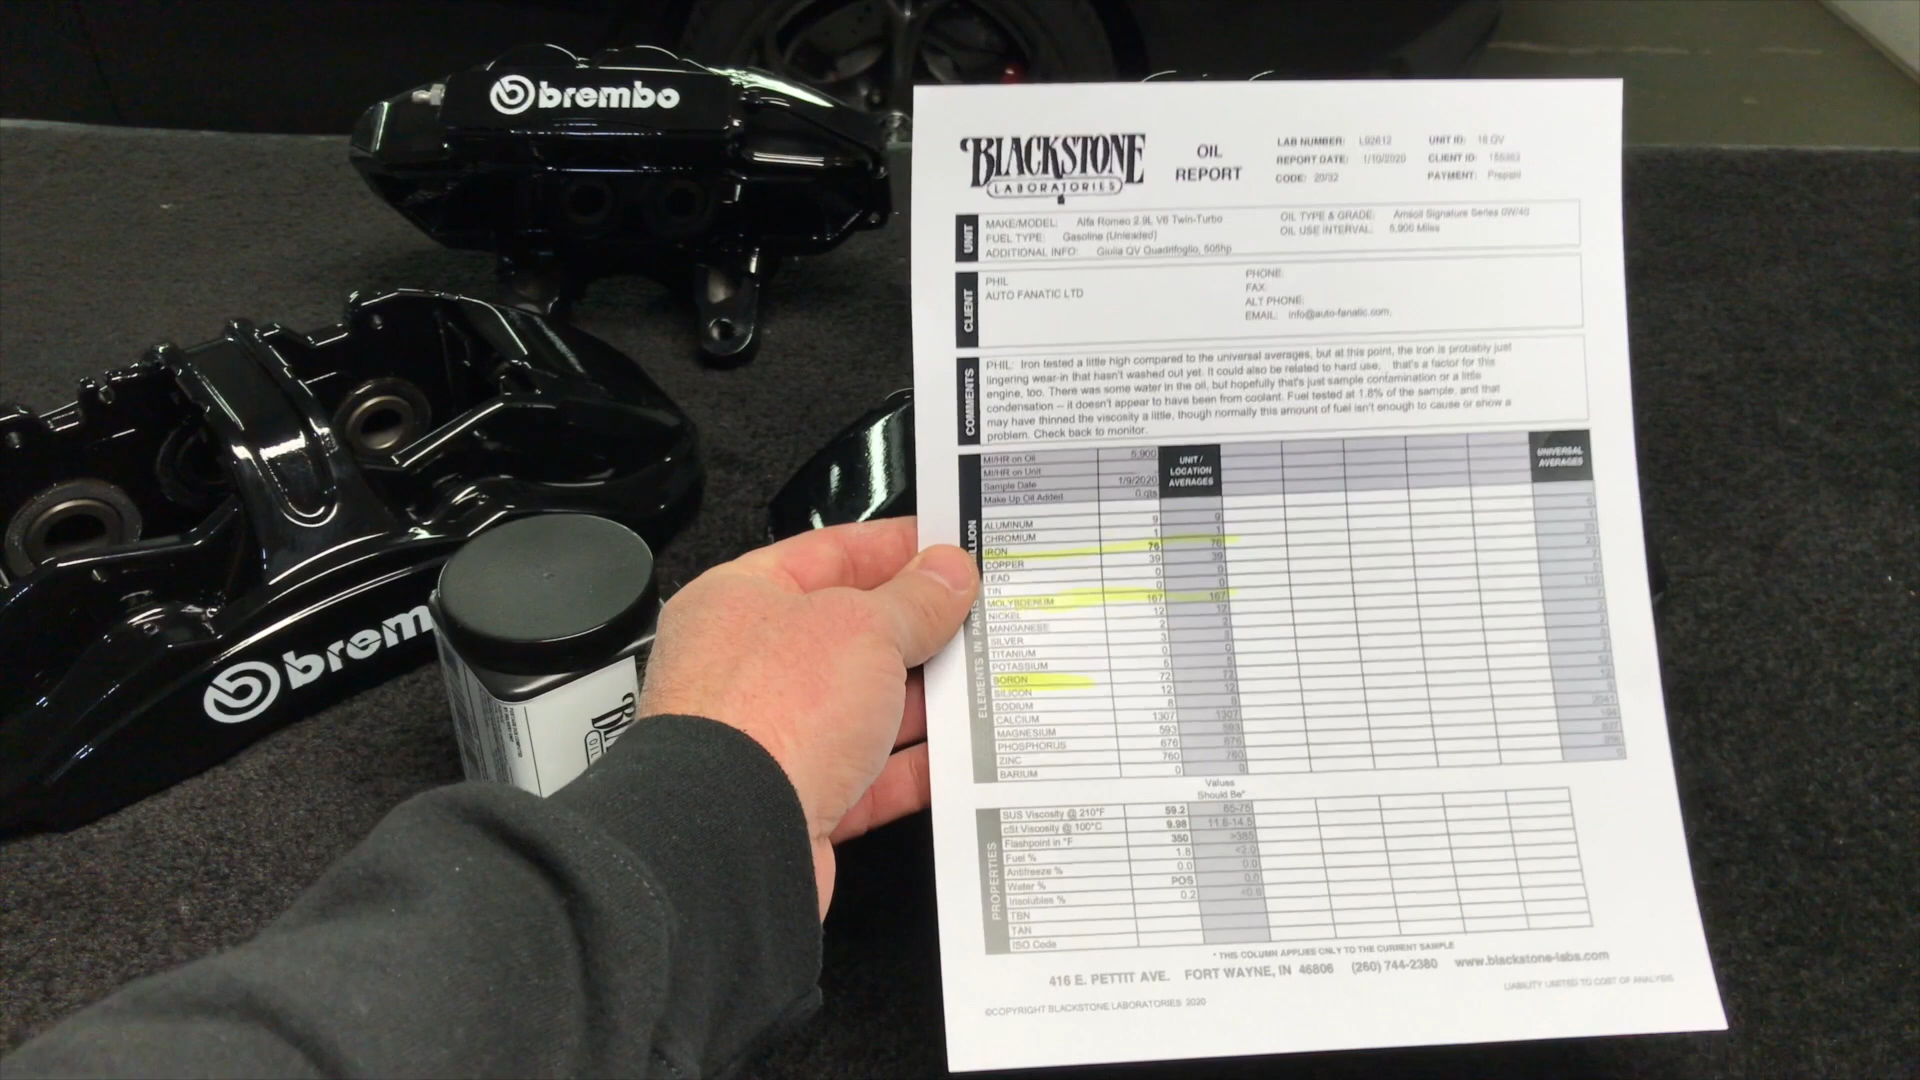 brembo
brem
BLACKSTONE
LABORATORIES
OIL
REPORT
LAB NUMBER: L02612
REPORT DATE: 1/10/2020
CODE: 20/32
UNIT ID: 18 QV
CLIENT ID:
PAYMENT: Prepaid
UNIT
MAKE/MODEL: Alfa Romeo 2.9L V6 Twin-Turbo
FUEL TYPE: Gasoline (Unleaded)
ADDITIONAL INFO: Giulia QV Quadrifoglio, 505hp
OIL TYPE & GRADE: Amsoil Signature Series 0W/40
OIL USE INTERVAL: 5,900 Miles
CLIENT
PHIL
AUTO FANATIC LTD
PHONE:
FAX:
ALT PHONE:
EMAIL: info@auto-fanatic.com,
COMMENTS
PHIL: Iron tested a little high compared to the universal averages, but at this point, the iron is probably just
lingering wear-in that hasn't washed out yet. It could also be related to hard use, that's a factor for this
engine, too. There was some water in the oil, but hopefully that's just sample contamination or a little
condensation -- it doesn't appear to have been from coolant. Fuel tested at 1.8% of the sample, and that
may have thinned the viscosity a little, though normally this amount of fuel isn't enough to cause or show a
problem. Check back to monitor.
MI/HR on Oil 5,900
MI/HR on Unit
Sample Date 1/9/2020
Make Up Oil Added 0 qts
UNIT /
LOCATION
AVERAGES
UNIVERSAL
AVERAGES
ELEMENTS IN PARTS
ALUMINUM 9 9
CHROMIUM 1 1
IRON 76 76
COPPER 39 39
LEAD 0 0
TIN 0 0
MOLYBDENUM 167 167
NICKEL 12 12
MANGANESE 2 2
SILVER 3
TITANIUM 0 0
POTASSIUM 5 5
BORON 72 72
SILICON 12 12
SODIUM 8 8
CALCIUM 1307 1307
MAGNESIUM 593 593
PHOSPHORUS 676 676
ZINC 760 760
BARIUM 0 0
Values
Should Be*
PROPERTIES
SUS Viscosity @ 210°F 59.2 65-75
cSt Viscosity @ 100°C 9.98 11.8-14.5
Flashpoint in °F 350 >385
Fuel % 1.8 <2.0
Antifreeze % 0.0 0.0
Water % POS 0.0
Insolubles % 0.2 <0.6
TBN
TAN
ISO Code
* THIS COLUMN APPLIES ONLY TO THE CURRENT SAMPLE
416 E. PETTIT AVE. FORT WAYNE, IN 46806 (260) 744-2380 www.blackstone-labs.com
LIABILITY LIMITED TO COST OF ANALYSIS
©COPYRIGHT BLACKSTONE LABORATORIES 2020